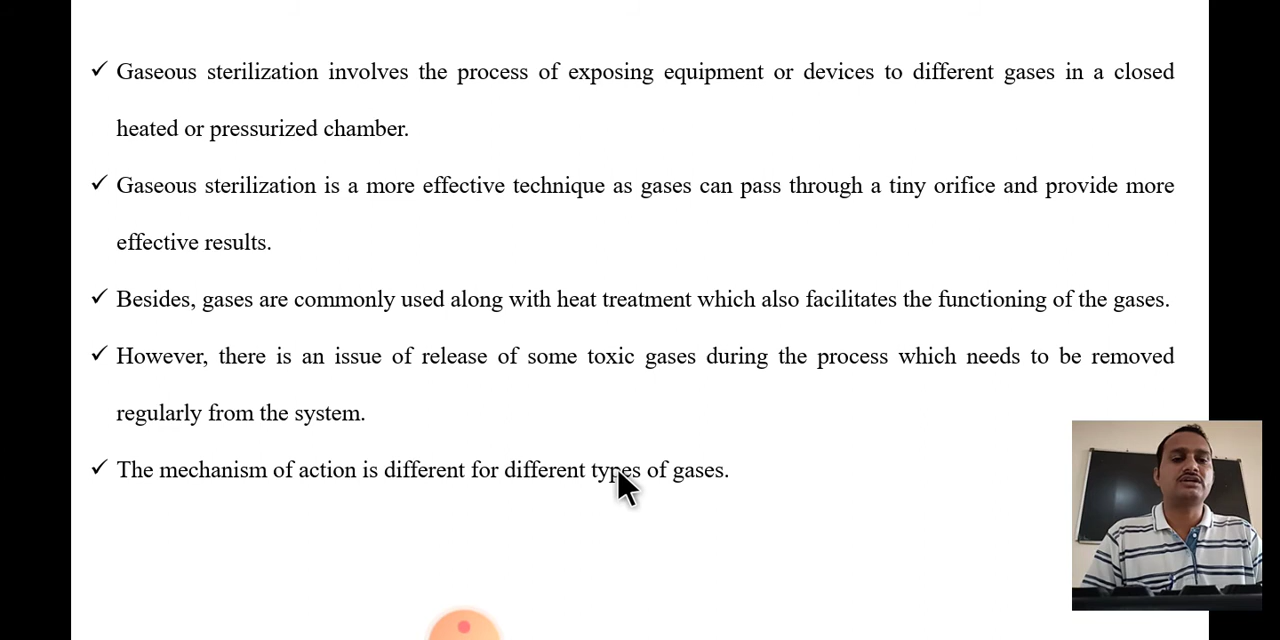 ✓ Gaseous sterilization involves the process of exposing equipment or devices to different gases in a closed
heated or pressurized chamber.
✓ Gaseous sterilization is a more effective technique as gases can pass through a tiny orifice and provide more
effective results.
✓ Besides, gases are commonly used along with heat treatment which also facilitates the functioning of the gases.
✓ However, there is an issue of release of some toxic gases during the process which needs to be removed
regularly from the system.
✓ The mechanism of action is different for different types of gases.